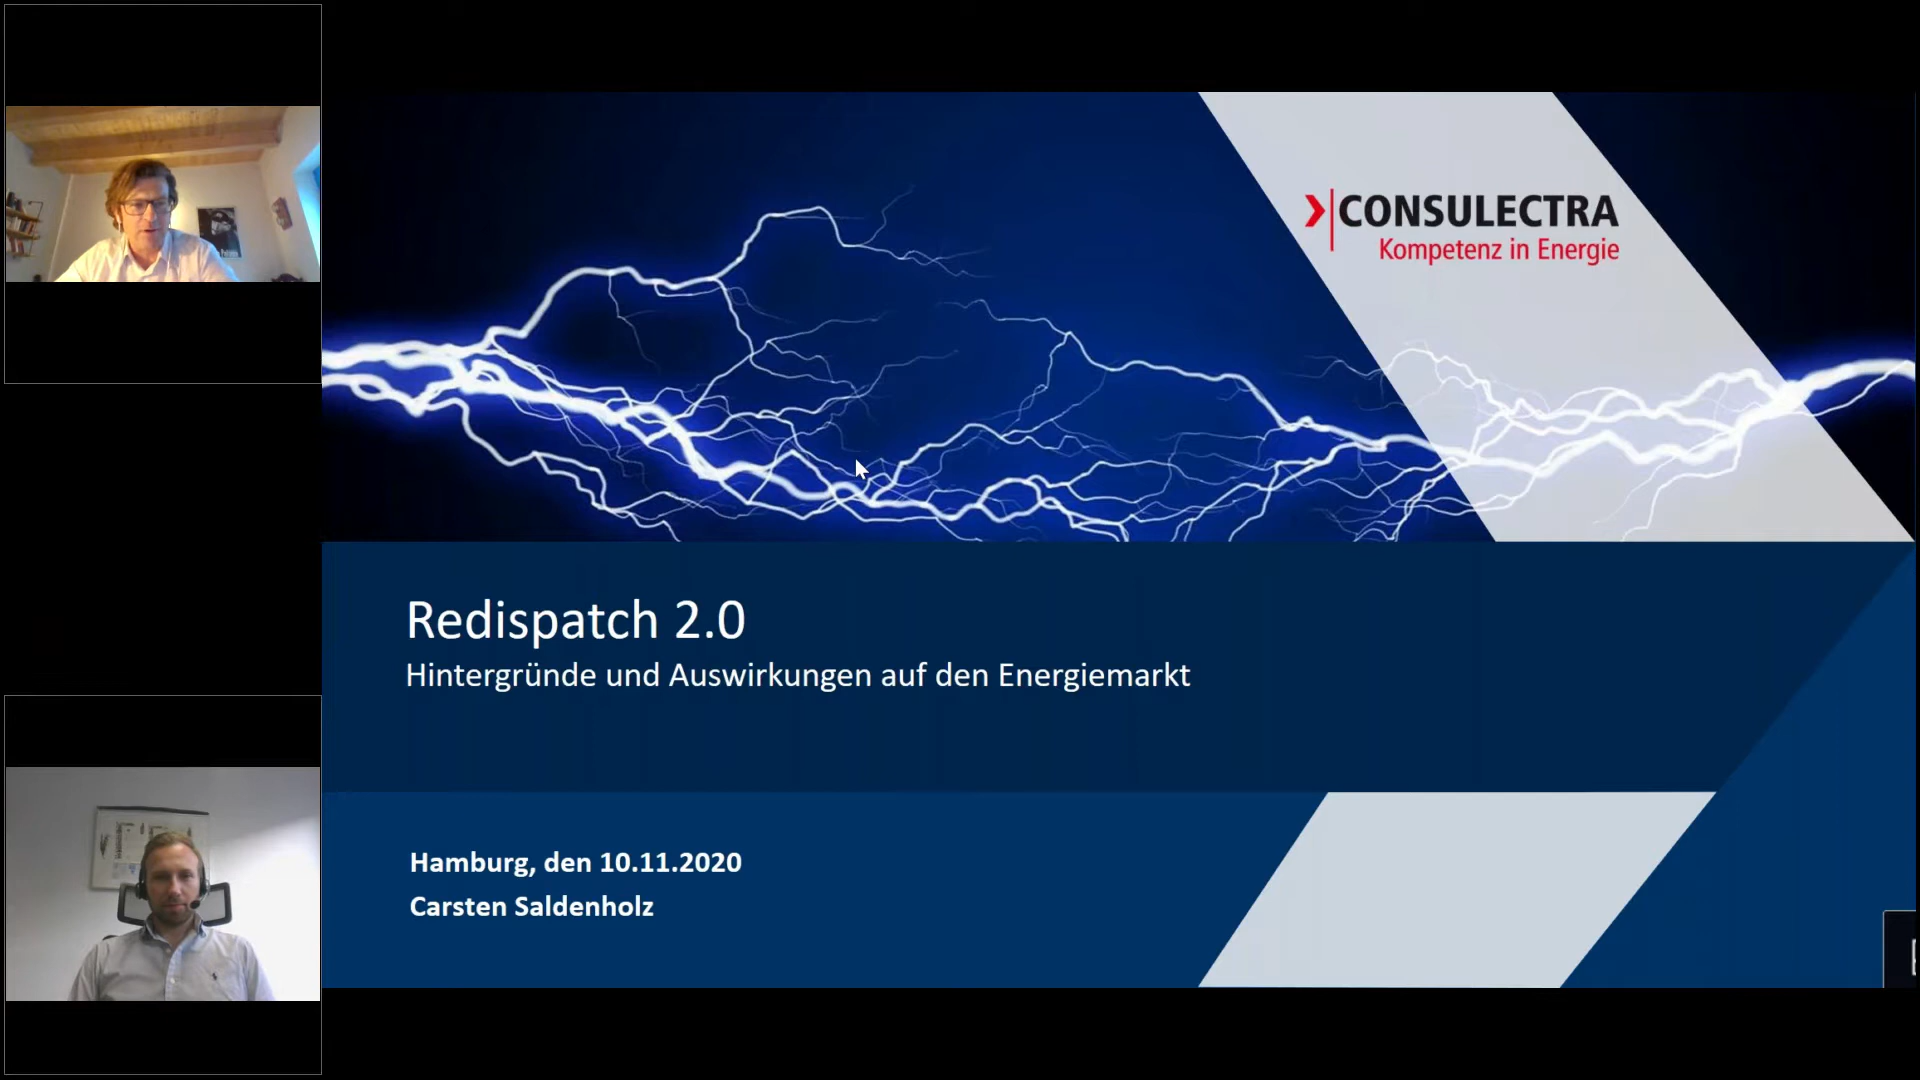 CONSULECTRA
Kompetenz in Energie
Redispatch 2.0
Hintergründe und Auswirkungen auf den Energiemarkt
Hamburg, den 10.11.2020
Carsten Saldenholz